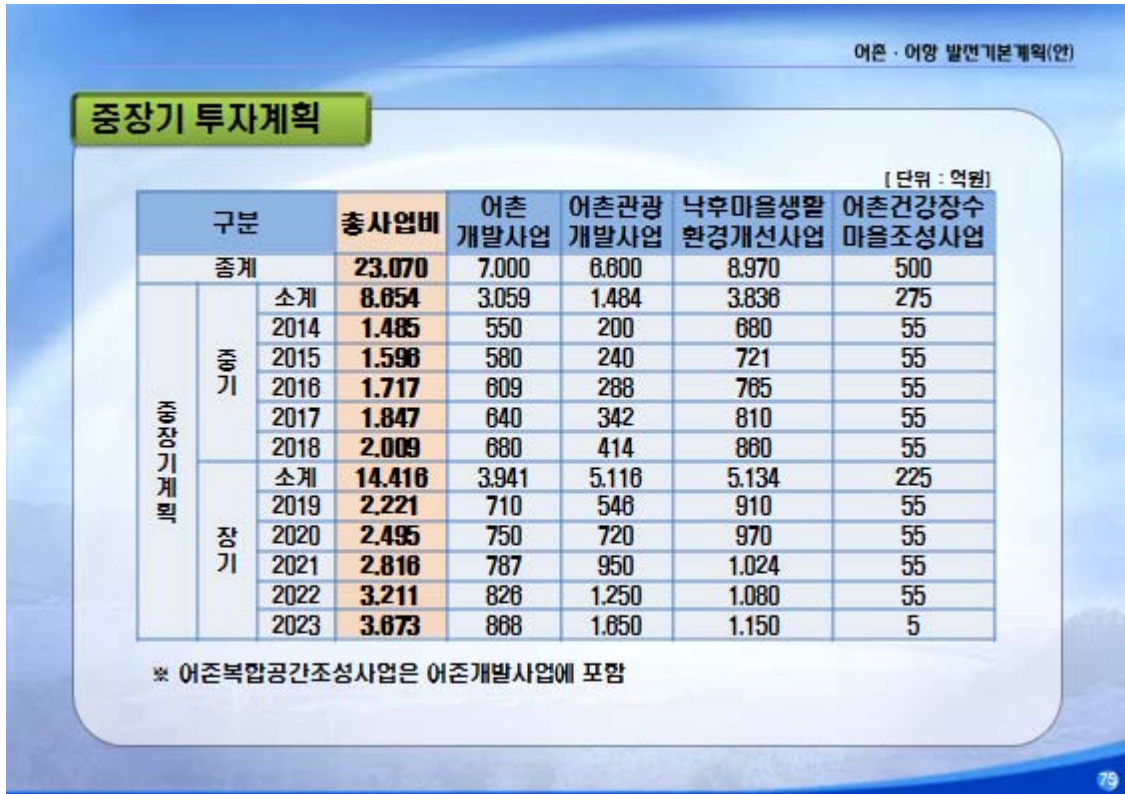 어촌 · 어항 발전기본계획(안)
중장기 투자계획
[단위 : 억원]
구분 총사업비 어촌 개발사업 어촌관광 개발사업 낙후마을생활 환경개선사업 어촌건강장수 마을조성사업
총계 23.070 7.000 6.600 8.970 500
중장기계획 중기 소계 8.654 3.059 1.484 3.836 275
2014 1.485 550 200 680 55
2015 1.596 580 240 721 55
2016 1.717 609 288 765 55
2017 1.847 640 342 810 55
2018 2.009 680 414 860 55
장기 소계 14.416 3.941 5.116 5.134 225
2019 2,221 710 546 910 55
2020 2,495 750 720 970 55
2021 2.816 787 950 1.024 55
2022 3.211 826 1.250 1.080 55
2023 3.673 868 1.650 1.150 5
※ 어촌복합공간조성사업은 어촌개발사업에 포함
75